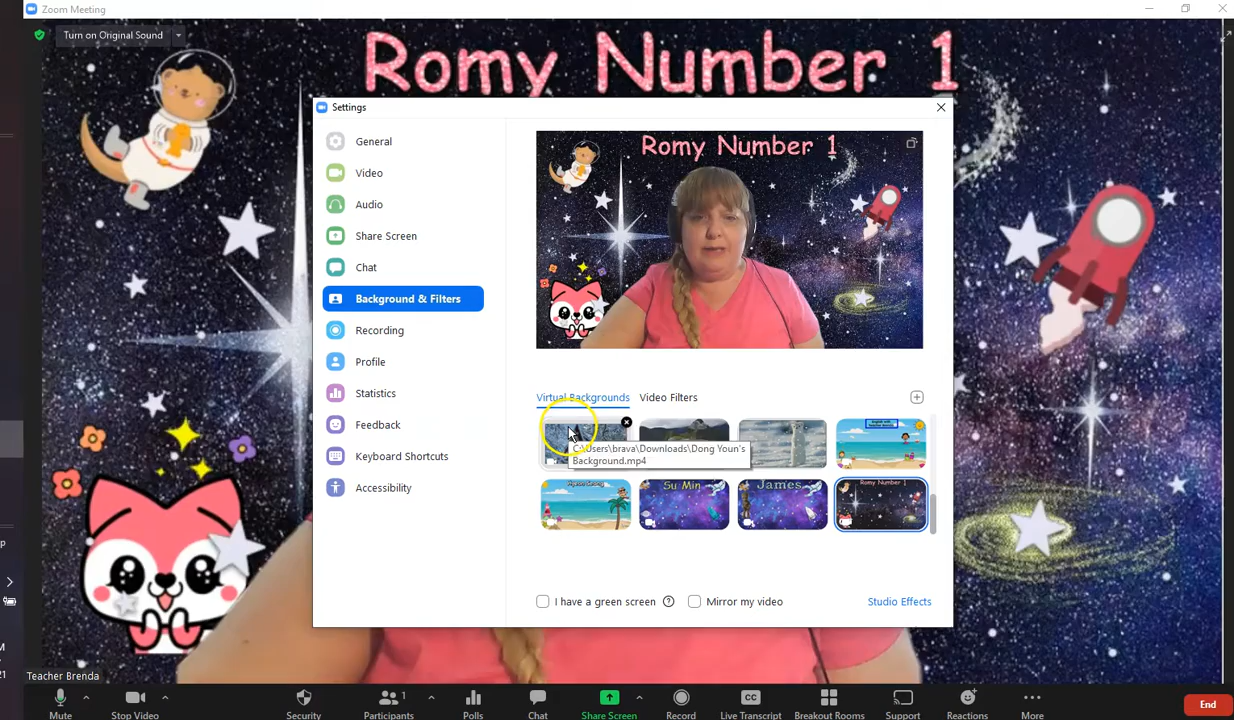 Zoom Meeting
Turn on Original Sound
Romy Number 1
Settings
General
Video
Audio
Share Screen
Chat
Background & Filters
Recording
Profile
Statistics
Feedback
Keyboard Shortcuts
Accessibility
Romy Number 1
Virtual Backgrounds
Video Filters
C:\Users\brava\Downloads\Dong Youn's
Background.mp4
Su Min
James
Romy Number 1
I have a green screen
Mirror my video
Studio Effects
Teacher Brenda
Mute
Stop Video
Security
Participants
1
Polls
Chat
Share Screen
Record
CC
Live Transcript
Breakout Rooms
Support
Reactions
More
End